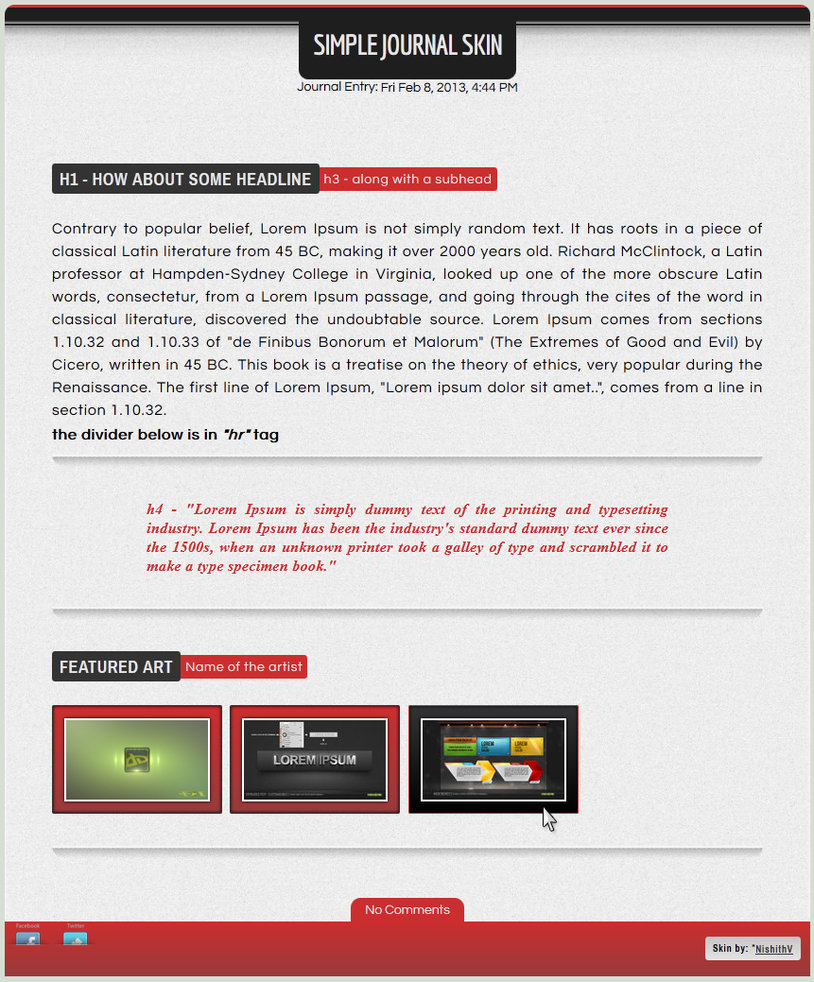 SIMPLE JOURNAL SKIN
Journal Entry: Fri Feb 8, 2013, 4:44 PM
H1 - HOW ABOUT SOME HEADLINE h3 - along with a subhead
Contrary to popular belief, Lorem Ipsum is not simply random text. It has roots in a piece of
classical Latin literature from 45 BC, making it over 2000 years old. Richard McClintock, a Latin
professor at Hampden-Sydney College in Virginia, looked up one of the more obscure Latin
words, consectetur, from a Lorem Ipsum passage, and going through the cites of the word in
classical literature, discovered the undoubtable source. Lorem Ipsum comes from sections
1.10.32 and 1.10.33 of "de Finibus Bonorum et Malorum" (The Extremes of Good and Evil) by
Cicero, written in 45 BC. This book is a treatise on the theory of ethics, very popular during the
Renaissance. The first line of Lorem Ipsum, "Lorem ipsum dolor sit amet..", comes from a line in
section 1.10.32.
the divider below is in "hr" tag
h4 - "Lorem Ipsum is simply dummy text of the printing and typesetting
industry. Lorem Ipsum has been the industry's standard dummy text ever since
the 1500s, when an unknown printer took a galley of type and scrambled it to
make a type specimen book."
FEATURED ART Name of the artist
LOREM IPSUM
LOREM
LOREM
No Comments
Facebook Twitter
Skin by: *NishithV